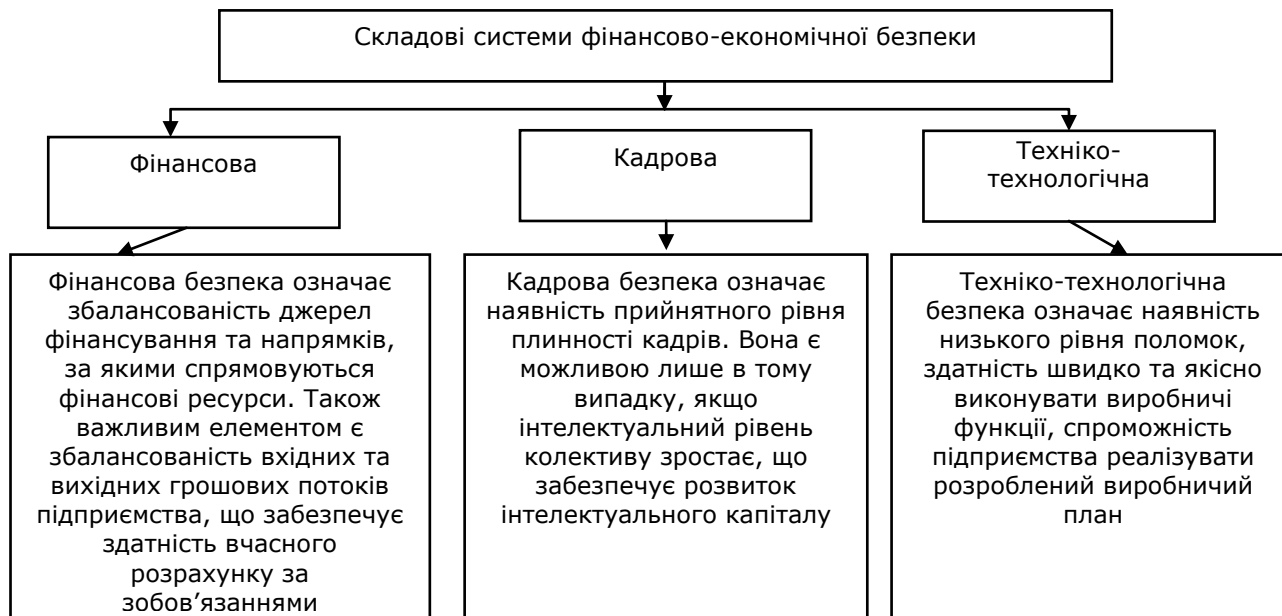 Складові системи фінансово-економічної безпеки
Фінансова
Кадрова
Техніко-
технологічна
Фінансова безпека означає
збалансованість джерел
фінансування та напрямків,
за якими спрямовуються
фінансові ресурси. Також
важливим елементом є
збалансованість вхідних та
вихідних грошових потоків
підприємства, що забезпечує
здатність вчасного
розрахунку за
зобов’язаннями
Кадрова безпека означає
наявність прийнятного рівня
плинності кадрів. Вона є
можливою лише в тому
випадку, якщо
інтелектуальний рівень
колективу зростає, що
забезпечує розвиток
інтелектуального капіталу
Техніко-технологічна
безпека означає наявність
низького рівня поломок,
здатність швидко та якісно
виконувати виробничі
функції, спроможність
підприємства реалізувати
розроблений виробничий
план